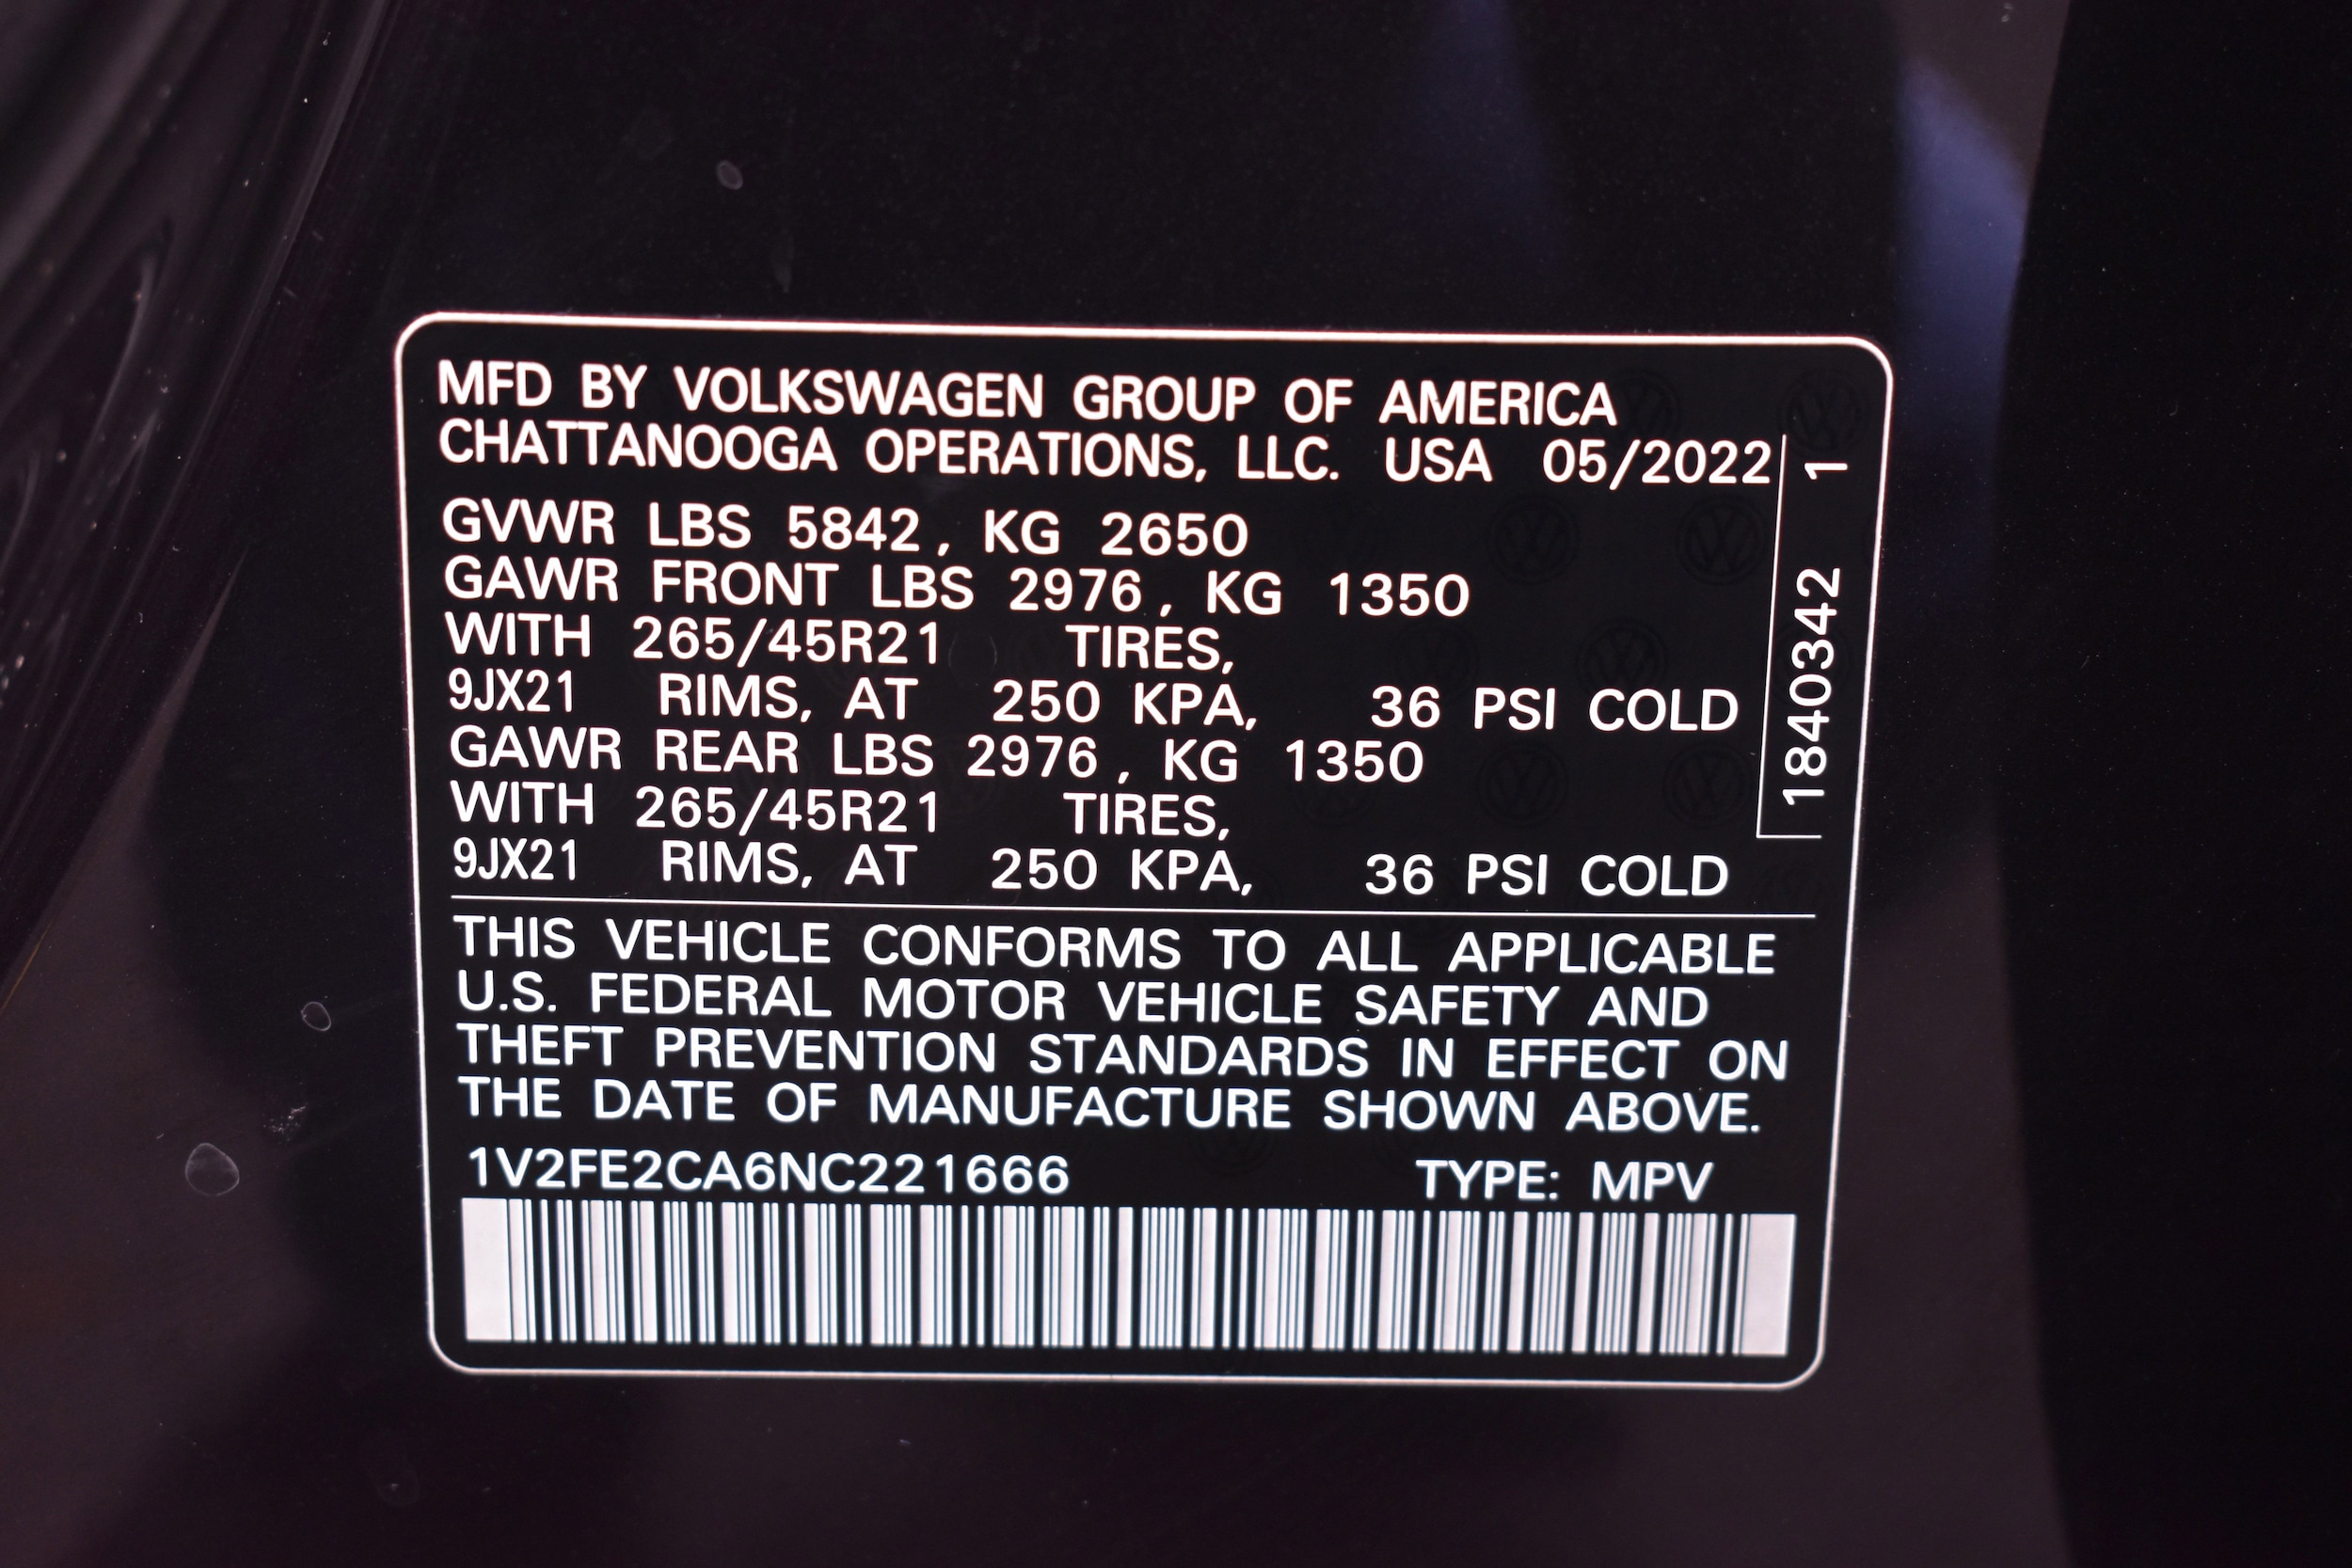 MFD BY VOLKSWAGEN GROUP OF AMERICA
CHATTANOOGA OPERATIONS, LLC. USA 05/2022
GVWR LBS 5842, KG 2650
GAWR FRONT LBS 2976, KG 1350
WITH 265/45R21 TIRES,
9JX21 RIMS, AT 250 KPA, 36 PSI COLD
GAWR REAR LBS 2976, KG 1350
WITH 265/45R21 TIRES,
9JX21 RIMS, AT 250 KPA, 36 PSI COLD
1840342 1
THIS VEHICLE CONFORMS TO ALL APPLICABLE
U.S. FEDERAL MOTOR VEHICLE SAFETY AND
THEFT PREVENTION STANDARDS IN EFFECT ON
THE DATE OF MANUFACTURE SHOWN ABOVE.
1V2FE2CA6NC221666 TYPE: MPV